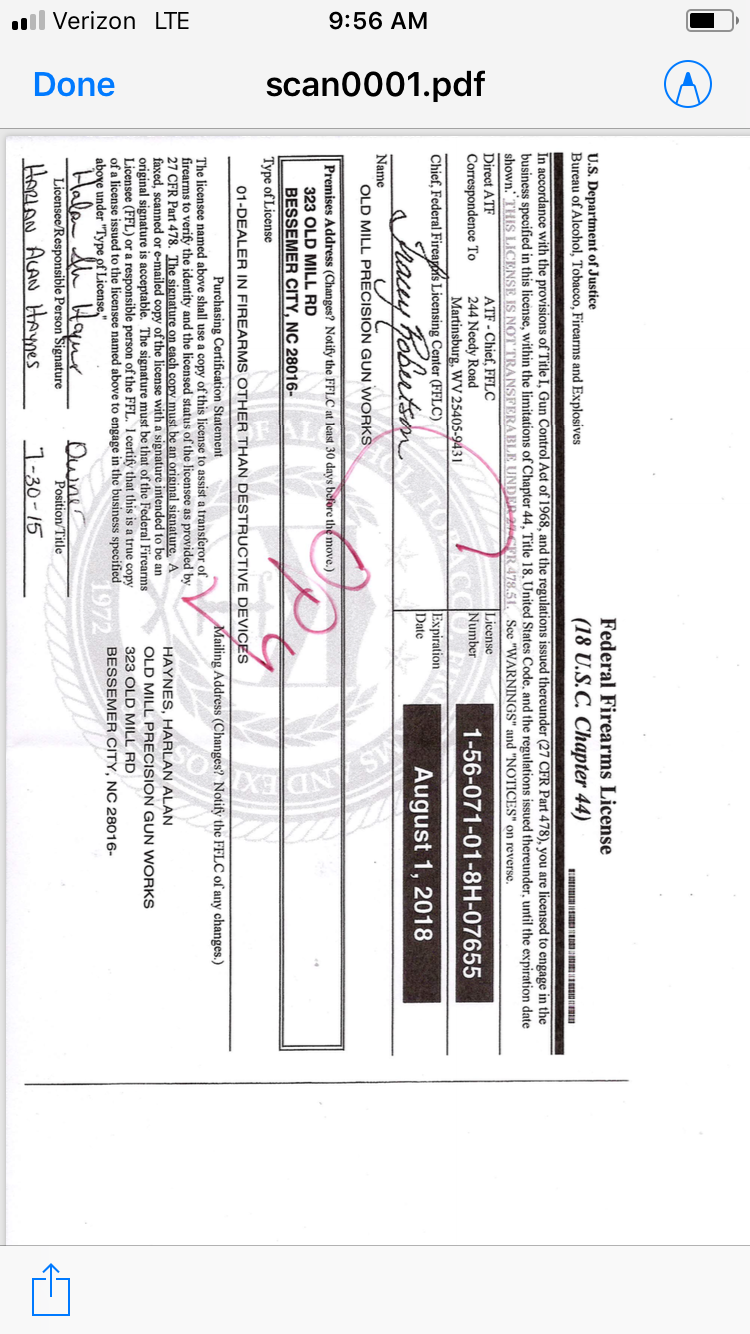 Verizon LTE
9:56 AM
Done
scan0001.pdf
U.S. Department of Justice
Bureau of Alcohol, Tobacco, Firearms and Explosives
Federal Firearms License
(18 U.S.C. Chapter 44)
In accordance with the provisions of Title I, Gun Control Act of 1968, and the regulations issued thereunder (27 CFR Part 478), you are licensed to engage in the
business specified in this license, within the limitations of Chapter 44, Title 18, United States Code, and the regulations issued thereunder, until the expiration date
shown. THIS LICENSE IS NOT TRANSFERABLE UNDER 27 CFR 478.51. See "WARNINGS" and "NOTICES" on reverse.
Direct ATF
Correspondence To
ATF - Chief, FFLC
244 Needy Road
Martinsburg, WV 25405-9431
License
Number
1-56-071-01-8H-07655
Chief, Federal Firearms Licensing Center (FFLC)
Tracey Robertson
Expiration
Date
August 1, 2018
Name
OLD MILL PRECISION GUN WORKS
Premises Address (Changes? Notify the FFLC at least 30 days before the move.)
323 OLD MILL RD
BESSEMER CITY, NC 28016-
Type of License
01-DEALER IN FIREARMS OTHER THAN DESTRUCTIVE DEVICES
Purchasing Certification Statement
The licensee named above shall use a copy of this license to assist a transferor of
firearms to verify the identity and the licensed status of the licensee as provided by
27 CFR Part 478. The signature on each copy must be an original signature. A
faxed, scanned or e-mailed copy of the license with a signature intended to be an
original signature is acceptable. The signature must be that of the Federal Firearms
Licensee (FFL) or a responsible person of the FFL. I certify that this is a true copy
of a license issued to the licensee named above to engage in the business specified
above under "Type of License."
Mailing Address (Changes? Notify the FFLC of any changes.)
HAYNES, HARLAN ALAN
OLD MILL PRECISION GUN WORKS
323 OLD MILL RD
BESSEMER CITY, NC 28016-
Owner
Licensee/Responsible Person Signature
Position/Title
HARLAN ALAN HAYNES
7-30-15
1972